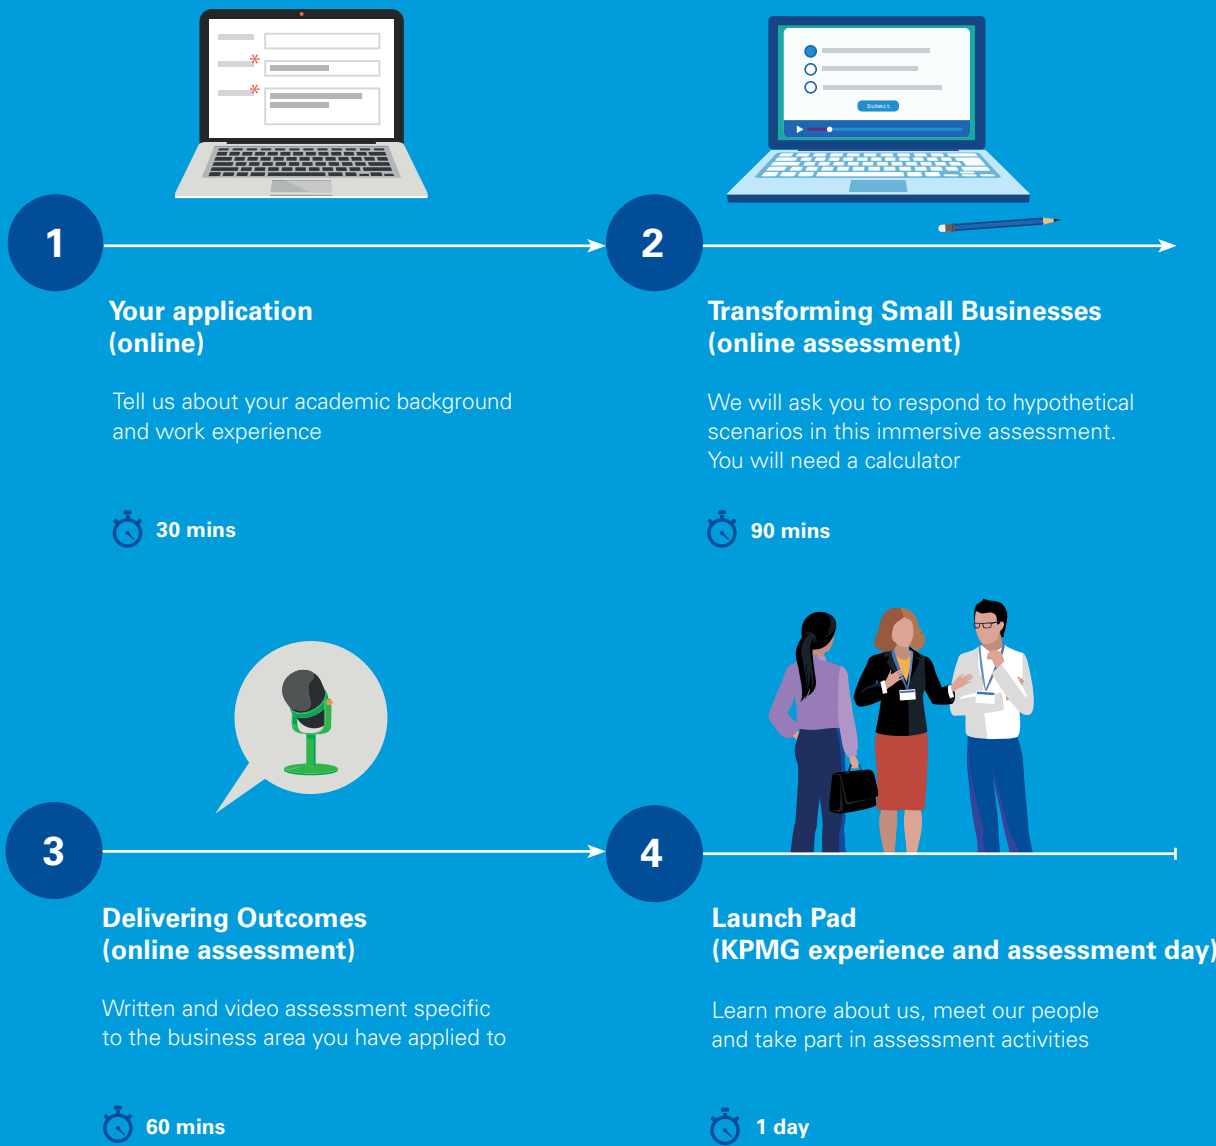 1
Your application
(online)
Tell us about your academic background
and work experience
30 mins
Submit
2
Transforming Small Businesses
(online assessment)
We will ask you to respond to hypothetical
scenarios in this immersive assessment.
You will need a calculator
90 mins
3
Delivering Outcomes
(online assessment)
Written and video assessment specific
to the business area you have applied to
60 mins
4
Launch Pad
(KPMG experience and assessment day)
Learn more about us, meet our people
and take part in assessment activities
1 day